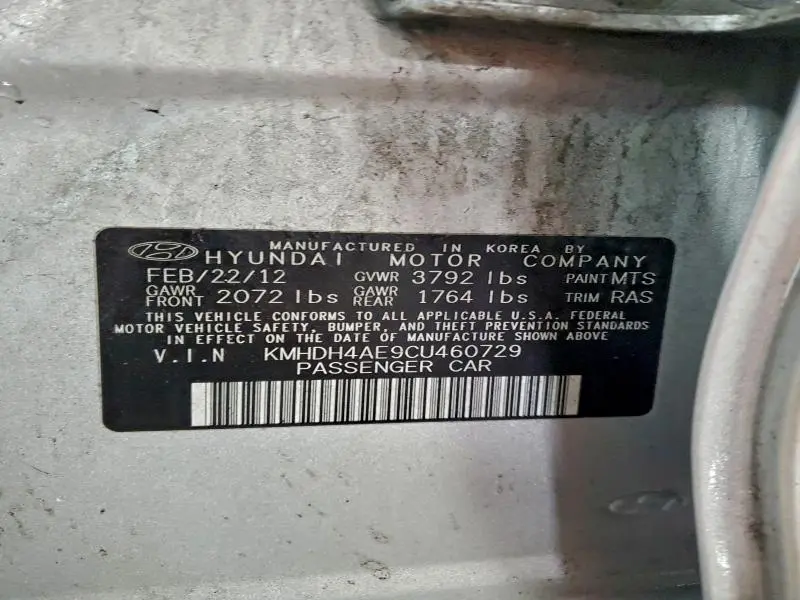 MANUFACTURED IN KOREA BY
HYUNDAI MOTOR COMPANY
FEB/22/12 GVWR 3792 lbs PAINT MTS
GAWR FRONT 2072 lbs GAWR REAR 1764 lbs TRIM RAS
THIS VEHICLE CONFORMS TO ALL APPLICABLE U.S.A. FEDERAL
MOTOR VEHICLE SAFETY, BUMPER, AND THEFT PREVENTION STANDARDS
IN EFFECT ON THE DATE OF MANUFACTURE SHOWN ABOVE
V.I.N KMHDH4AE9CU460729
PASSENGER CAR